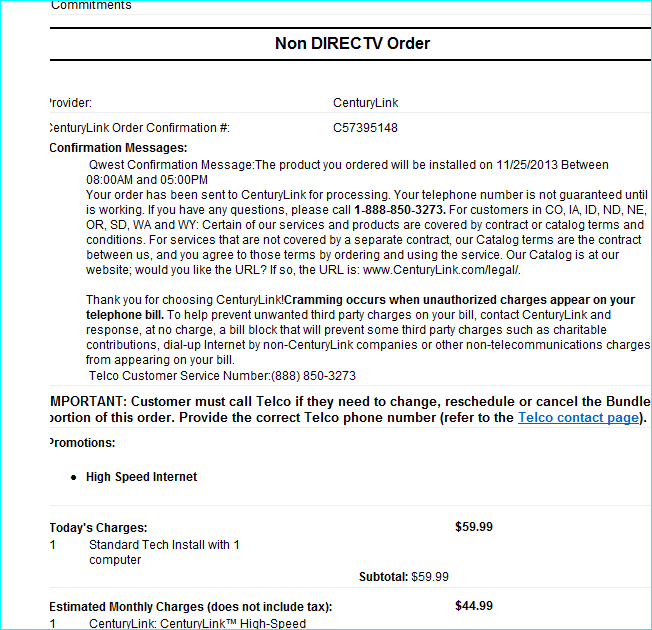 Commitments
Non DIRECTV Order
Provider: CenturyLink
CenturyLink Order Confirmation #: C57395148
Confirmation Messages:
Qwest Confirmation Message:The product you ordered will be installed on 11/25/2013 Between
08:00AM and 05:00PM
Your order has been sent to CenturyLink for processing. Your telephone number is not guaranteed until
is working. If you have any questions, please call 1-888-850-3273. For customers in CO, IA, ID, ND, NE,
OR, SD, WA and WY: Certain of our services and products are covered by contract or catalog terms and
conditions. For services that are not covered by a separate contract, our Catalog terms are the contract
between us, and you agree to those terms by ordering and using the service. Our Catalog is at our
website; would you like the URL? If so, the URL is: www.CenturyLink.com/legal/.
Thank you for choosing CenturyLink!Cramming occurs when unauthorized charges appear on your
telephone bill. To help prevent unwanted third party charges on your bill, contact CenturyLink and
response, at no charge, a bill block that will prevent some third party charges such as charitable
contributions, dial-up Internet by non-CenturyLink companies or other non-telecommunications charges
from appearing on your bill.
Telco Customer Service Number:(888) 850-3273
MPORTANT: Customer must call Telco if they need to change, reschedule or cancel the Bundle
portion of this order. Provide the correct Telco phone number (refer to the Telco contact page).
Promotions:
● High Speed Internet
Today's Charges: $59.99
1 Standard Tech Install with 1
computer
Subtotal: $59.99
Estimated Monthly Charges (does not include tax): $44.99
1 CenturyLink: CenturyLink™ High-Speed